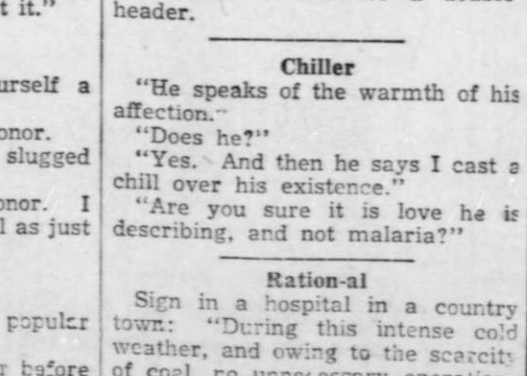 t it."
urself a
onor.
slugged
onor. I
l as just
popular
r before
header.
Chiller
"He speaks of the warmth of his
affection."
"Does he?"
"Yes. And then he says I cast a
chill over his existence."
"Are you sure it is love he is
describing, and not malaria?"
Ration-al
Sign in a hospital in a country
town: "During this intense cold
weather, and owing to the scarcity
of coal, no unnecessary